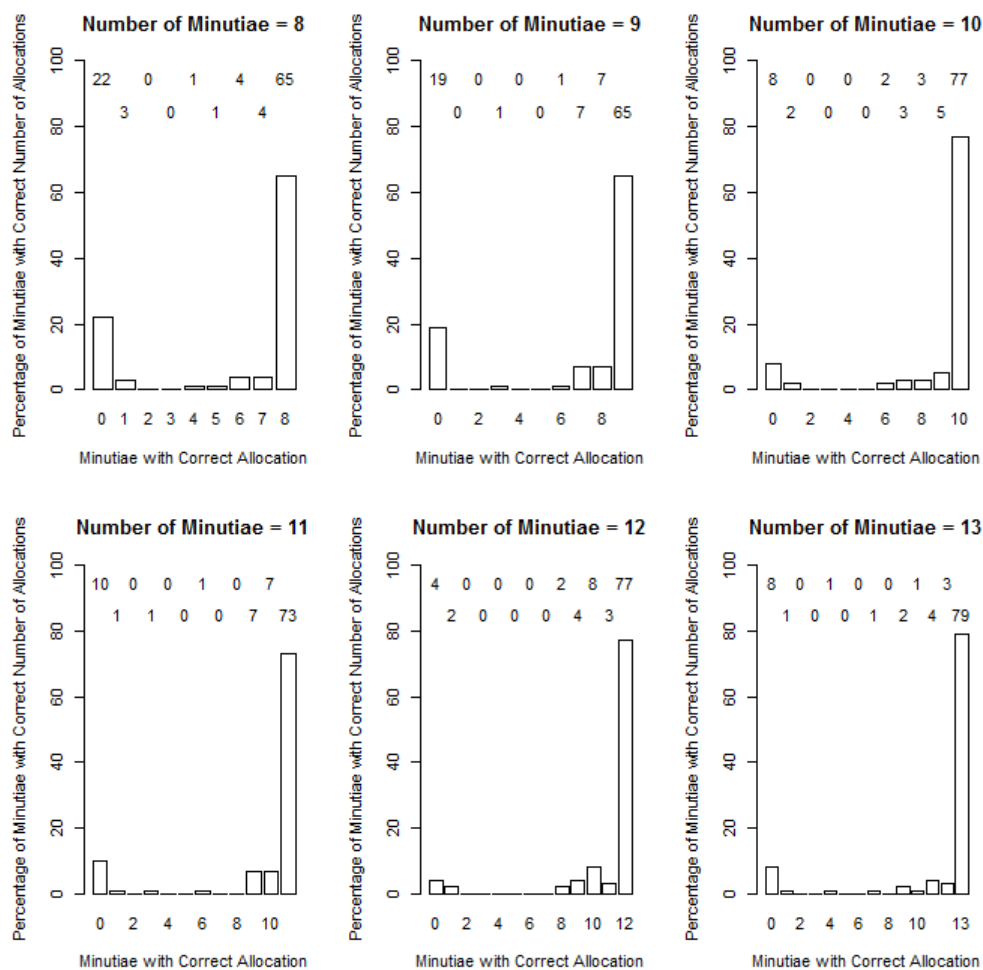 Number of Minutiae = 8
Percentage of Minutiae with Correct Number of Allocations
100
80
60
40
20
0
22 0 1 4 65
3 0 1 4
0 1 2 3 4 5 6 7 8
Minutiae with Correct Allocation
Number of Minutiae = 9
Percentage of Minutiae with Correct Number of Allocations
100
80
60
40
20
0
19 0 0 1 7
0 1 0 7 65
0 2 4 6 8
Minutiae with Correct Allocation
Number of Minutiae = 10
Percentage of Minutiae with Correct Number of Allocations
100
80
60
40
20
0
8 0 0 2 3 77
2 0 0 3 5
0 2 4 6 8 10
Minutiae with Correct Allocation
Number of Minutiae = 11
Percentage of Minutiae with Correct Number of Allocations
100
80
60
40
20
0
10 0 0 1 0 7
1 1 0 0 7 73
0 2 4 6 8 10
Minutiae with Correct Allocation
Number of Minutiae = 12
Percentage of Minutiae with Correct Number of Allocations
100
80
60
40
20
0
4 0 0 0 2 8 77
2 0 0 0 4 3
0 2 4 6 8 10 12
Minutiae with Correct Allocation
Number of Minutiae = 13
Percentage of Minutiae with Correct Number of Allocations
100
80
60
40
20
0
8 0 1 0 0 1 3
1 0 0 1 2 4 79
0 2 4 6 8 10 13
Minutiae with Correct Allocation